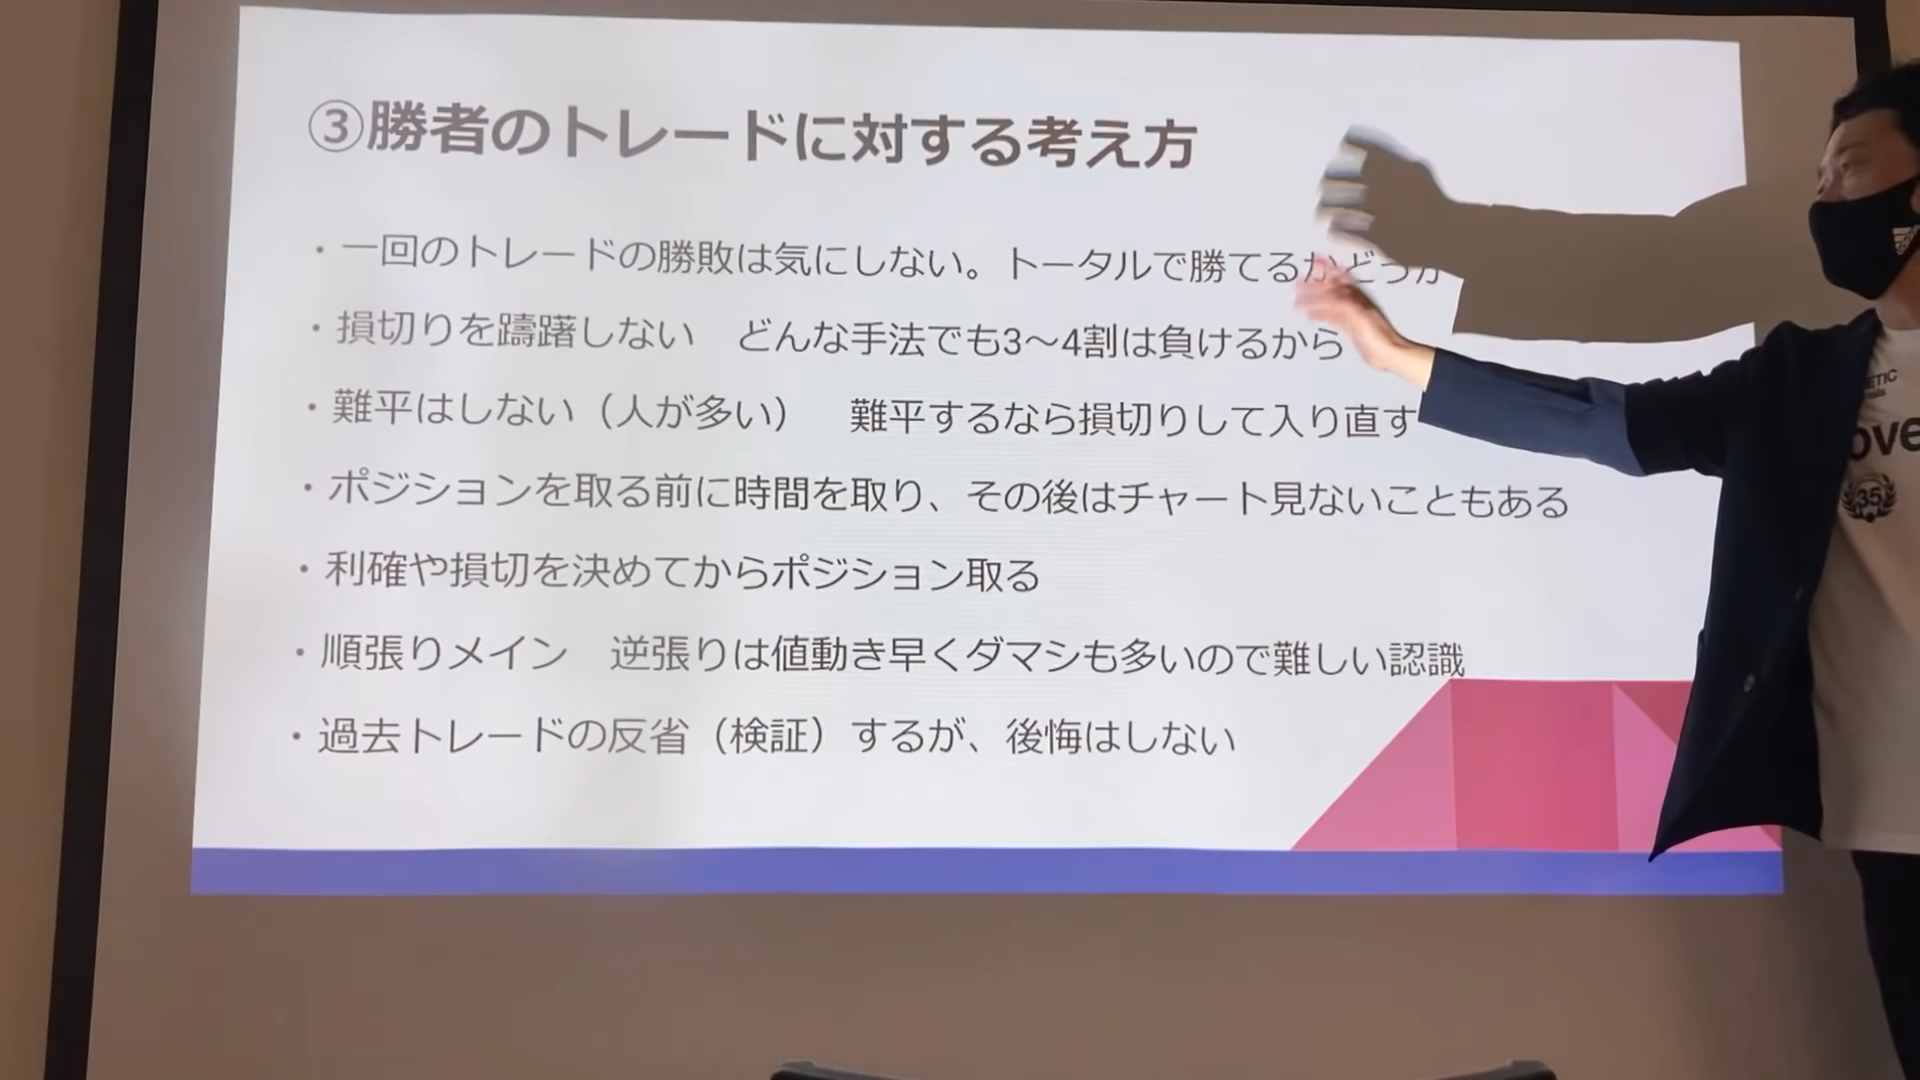 ③勝者のトレードに対する考え方
・一回のトレードの勝敗は気にしない。トータルで勝てるかどうか
・損切りを躊躇しない　どんな手法でも3〜4割は負けるから
・難平はしない（人が多い）　難平するなら損切りして入り直す
・ポジションを取る前に時間を取り、その後はチャート見ないこともある
・利確や損切を決めてからポジション取る
・順張りメイン　逆張りは値動き早くダマシも多いので難しい認識
・過去トレードの反省（検証）するが、後悔はしない
35